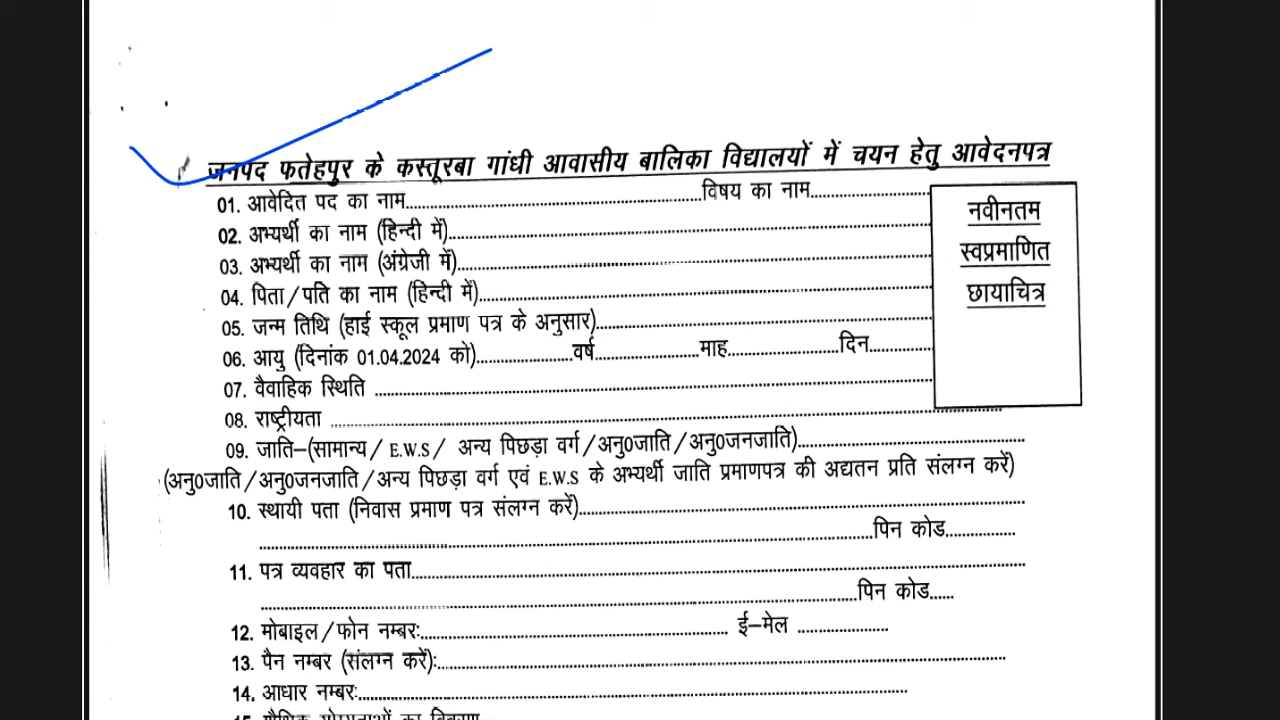 जनपद फतेहपुर के कस्तूरबा गांधी आवासीय बालिका विद्यालयों में चयन हेतु आवेदनपत्र
01. आवेदित पद का नाम....................विषय का नाम....................
02. अभ्यर्थी का नाम (हिन्दी में)....................
03. अभ्यर्थी का नाम (अंग्रेजी में)....................
04. पिता/पति का नाम (हिन्दी में)....................
05. जन्म तिथि (हाई स्कूल प्रमाण पत्र के अनुसार)....................
06. आयु (दिनांक 01.04.2024 को)..........वर्ष..........माह..........दिन..........
07. वैवाहिक स्थिति ....................
08. राष्ट्रीयता ....................
नवीनतम
स्वप्रमाणित
छायाचित्र
09. जाति–(सामान्य/ E.W.S/ अन्य पिछड़ा वर्ग/अनु0जाति/अनु0जनजाति)....................
(अनु0जाति/अनु0जनजाति/अन्य पिछड़ा वर्ग एवं E.W.S के अभ्यर्थी जाति प्रमाणपत्र की अद्यतन प्रति संलग्न करें)
10. स्थायी पता (निवास प्रमाण पत्र संलग्न करें)....................
....................पिन कोड..........
11. पत्र व्यवहार का पता....................
....................पिन कोड......
12. मोबाइल/फोन नम्बर:.................... ई–मेल ..........
13. पैन नम्बर (संलग्न करें):....................
14. आधार नम्बर:....................
15. शैक्षिक योग्यताओं का विवरण–